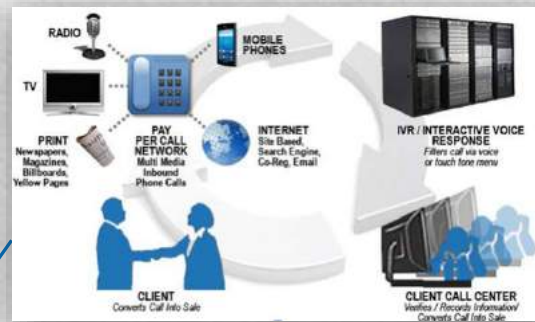 RADIO
MOBILE
PHONES
TV
PRINT
Newspapers,
Magazines,
Billboards,
Yellow Pages
PAY
PER CALL
NETWORK
Multi Media
Inbound
Phone Calls
INTERNET
Site Based,
Search Engine,
Co-Reg, Email
IVR / INTERACTIVE VOICE
RESPONSE
Filters call via voice
or touch tone menu
CLIENT
Converts Call Into Sale
CLIENT CALL CENTER
Verifies / Records Information/
Converts Call Into Sale